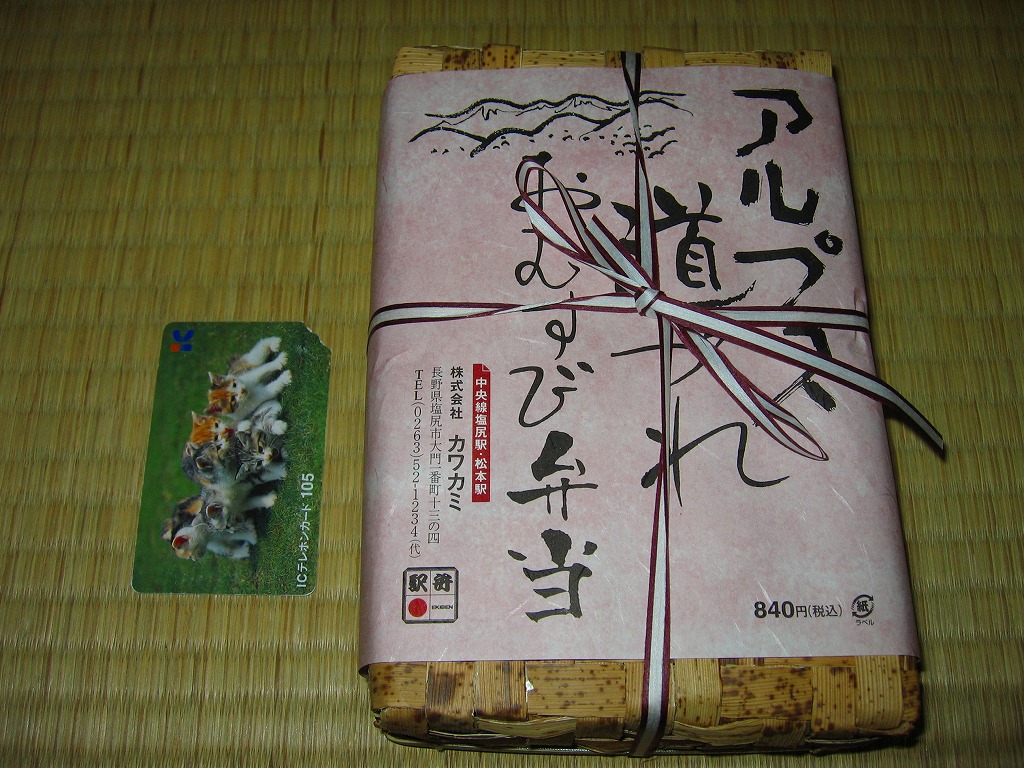 アルプス
道づれ
おむすび弁当
中央線塩尻駅・松本駅
株式会社 カワカミ
長野県塩尻市大門一番町十三の四
TEL(0263)52-1234(代)
駅弁
EKIBEN
840円(税込)
紙
ラベル
ICテレホンカード 105